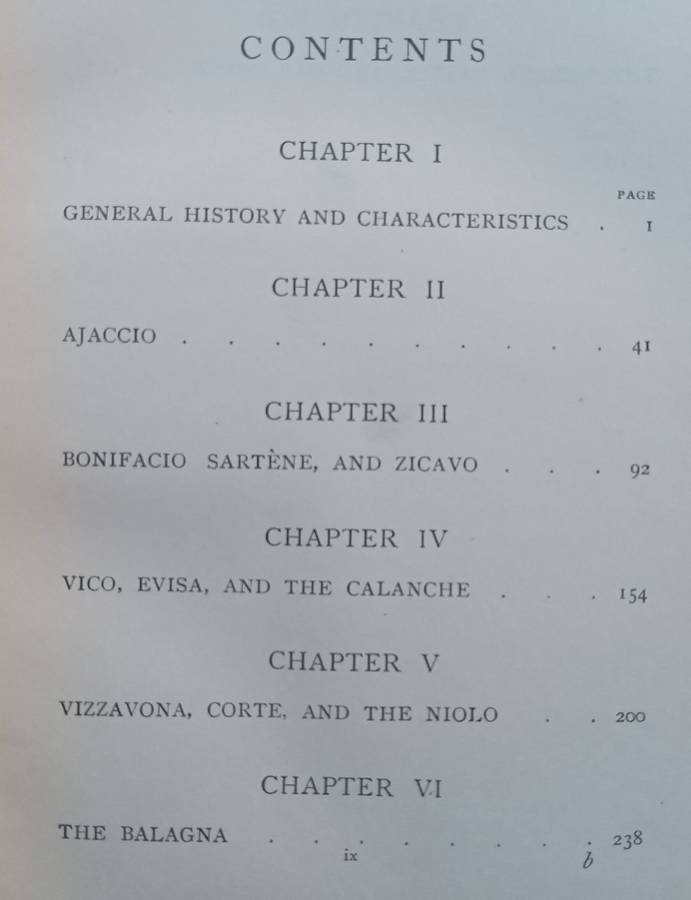 CONTENTS
CHAPTER I
PAGE
GENERAL HISTORY AND CHARACTERISTICS . 1
CHAPTER II
AJACCIO . . . . . . . . . . 41
CHAPTER III
BONIFACIO SARTÈNE, AND ZICAVO . . . 92
CHAPTER IV
VICO, EVISA, AND THE CALANCHE . . . 154
CHAPTER V
VIZZAVONA, CORTE, AND THE NIOLO . . 200
CHAPTER VI
THE BALAGNA . . . . . . . . 238
ix b